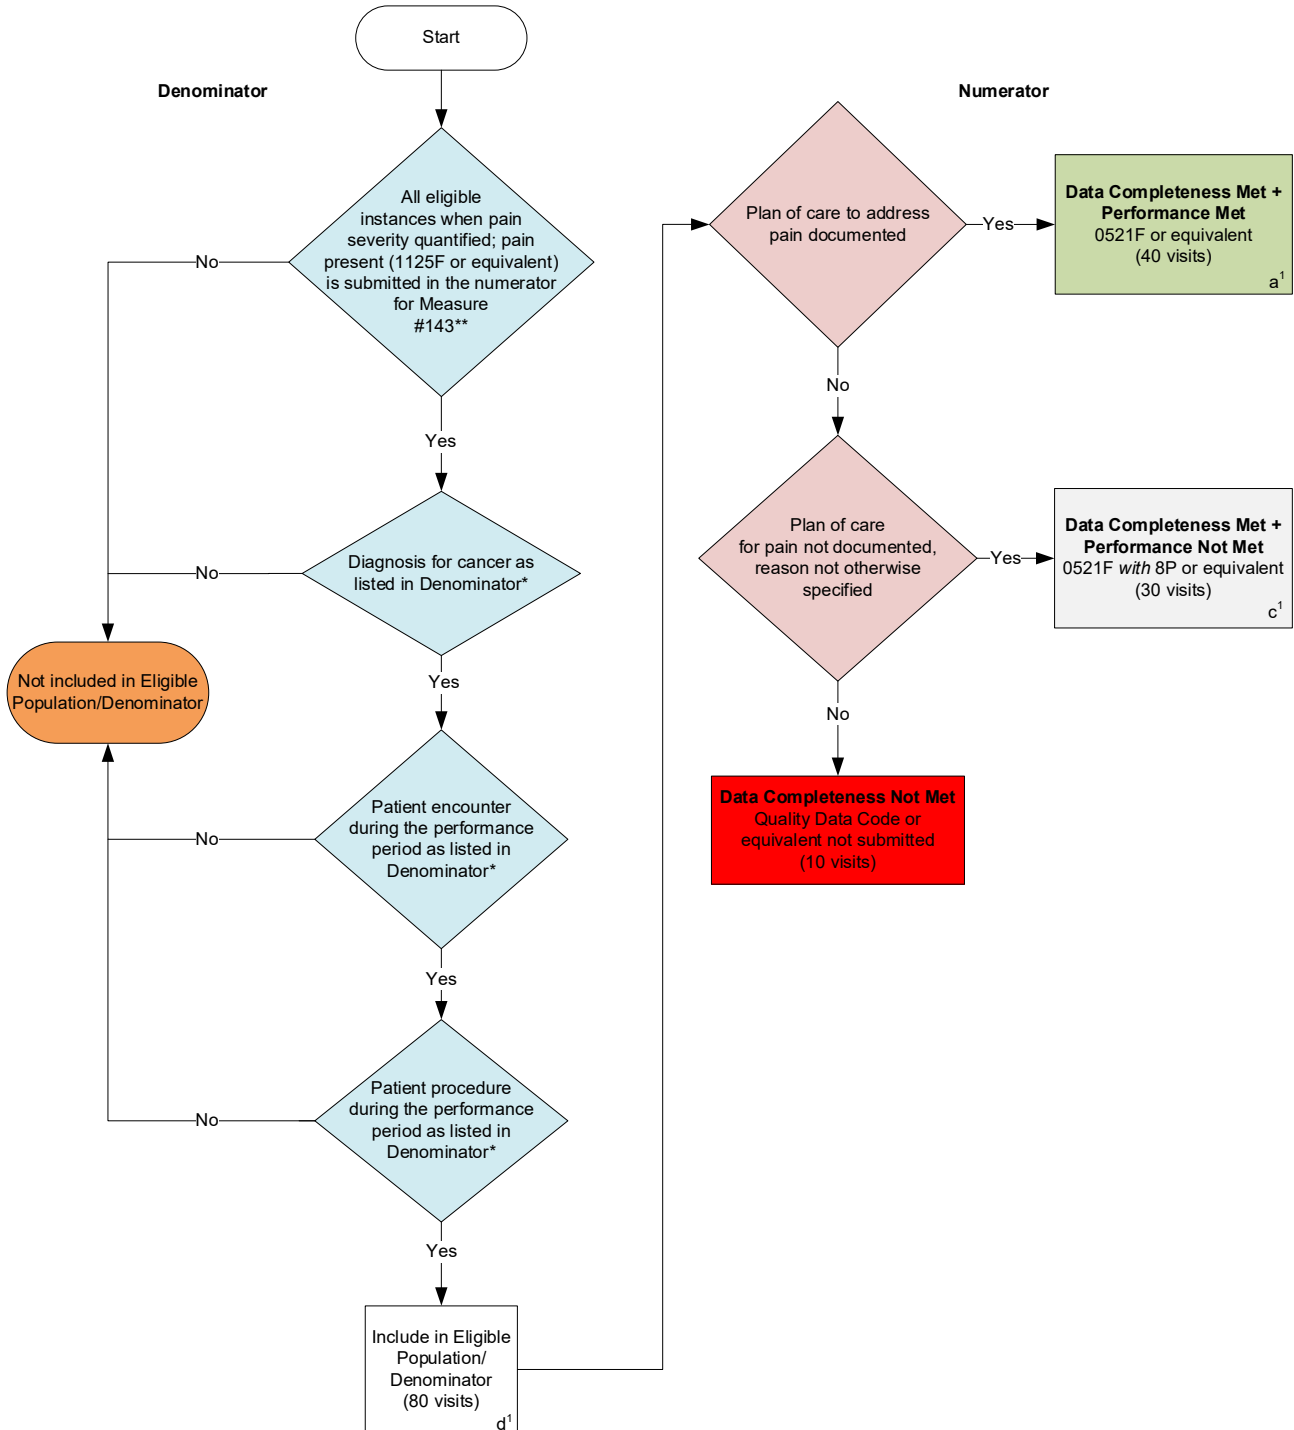 Start
Denominator
All eligible
instances when pain
severity quantified; pain
present (1125F or equivalent)
is submitted in the numerator
for Measure
#143**
No
Yes
Diagnosis for cancer as
listed in Denominator*
No
Yes
Not included in Eligible
Population/Denominator
Patient encounter
during the performance
period as listed in
Denominator*
No
Yes
Patient procedure
during the performance
period as listed in
Denominator*
No
Yes
Include in Eligible
Population/
Denominator
(80 visits)
d¹
Numerator
Plan of care to address
pain documented
Yes
Data Completeness Met +
Performance Met
0521F or equivalent
(40 visits)
a¹
No
Plan of care
for pain not documented,
reason not otherwise
specified
Yes
Data Completeness Met +
Performance Not Met
0521F with 8P or equivalent
(30 visits)
c¹
No
Data Completeness Not Met
Quality Data Code or
equivalent not submitted
(10 visits)